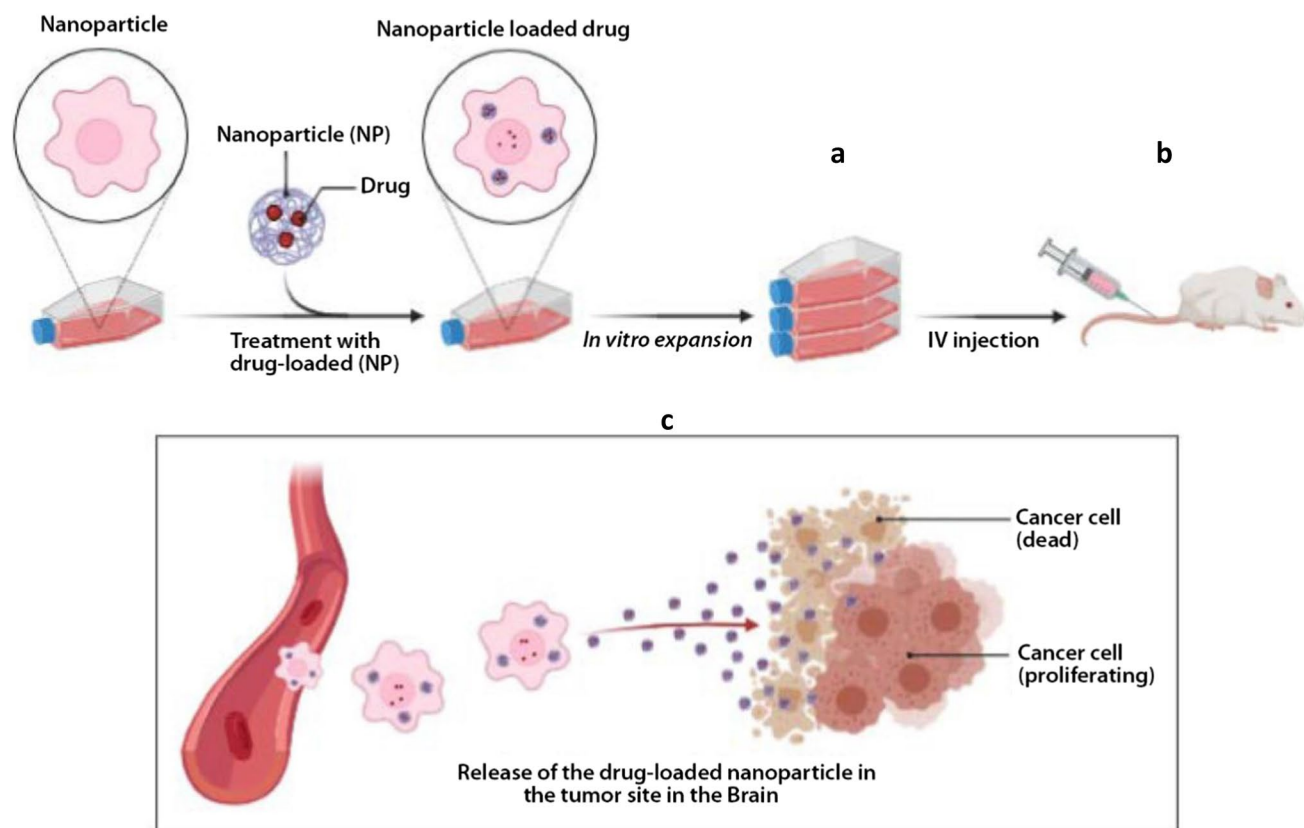 Nanoparticle
Nanoparticle loaded drug
Nanoparticle (NP)
Drug
a
b
Treatment with
drug-loaded (NP)
In vitro expansion
IV injection
c
Cancer cell
(dead)
Cancer cell
(proliferating)
Release of the drug-loaded nanoparticle in
the tumor site in the Brain